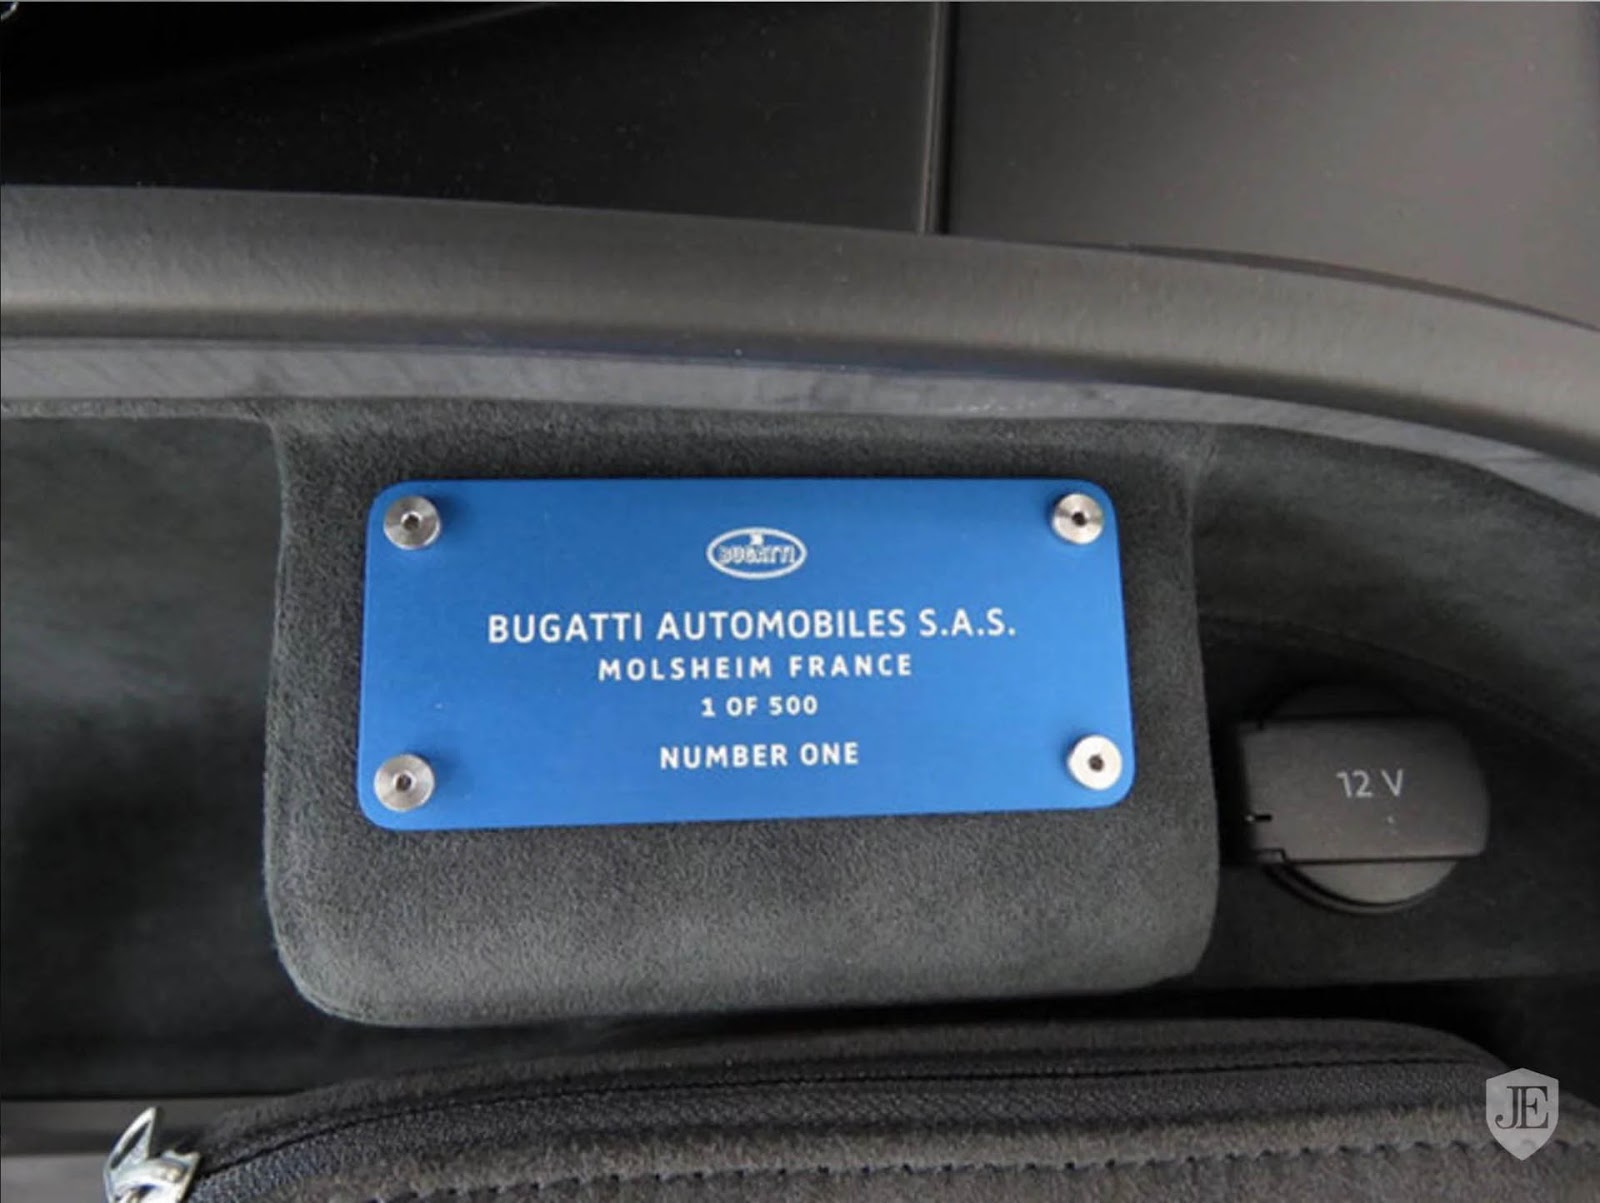 BUGATTI
BUGATTI AUTOMOBILES S.A.S.
MOLSHEIM FRANCE
1 OF 500
NUMBER ONE
12 V
JE